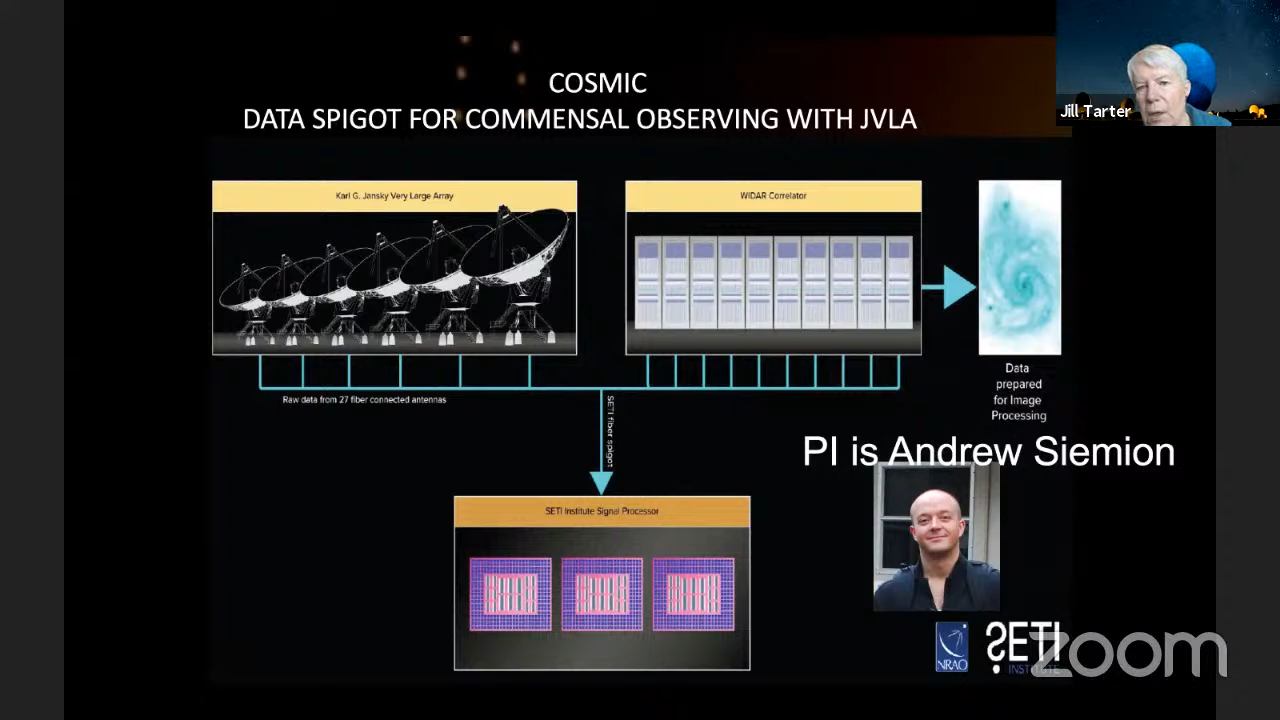 COSMIC
DATA SPIGOT FOR COMMENSAL OBSERVING WITH JVLA
Jill Tarter
Karl G. Jansky Very Large Array
WIDAR Correlator
Data
prepared
for Image
Processing
Raw data from 27 fiber connected antennas
SETI fiber spigot
PI is Andrew Siemion
SETI Institute Signal Processor
NRAO
SETI
INSTITUTE
zoom